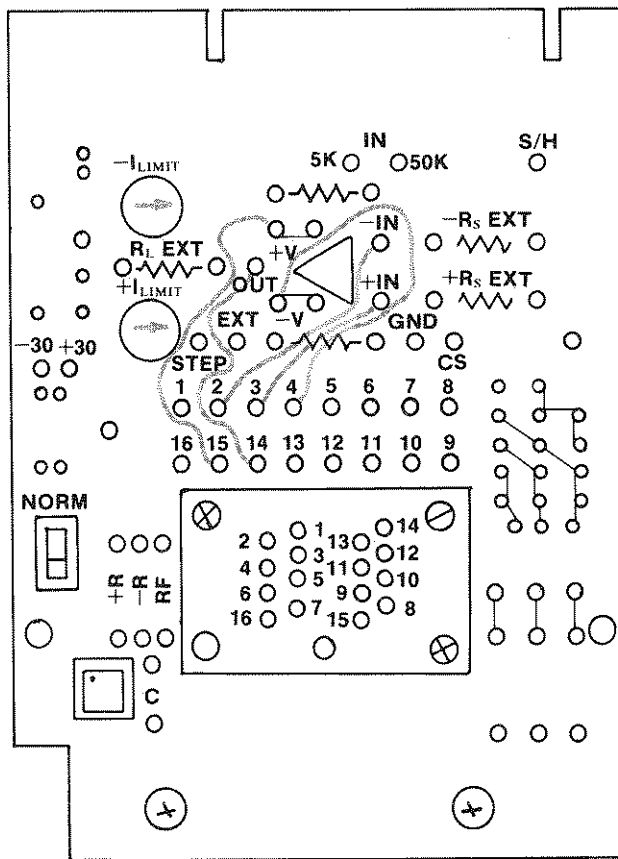 IN
S/H
5K 50K
−I LIMIT
−IN −RS EXT
RL EXT +V
OUT
+I LIMIT +IN +RS EXT
EXT −V GND
−30 +30
STEP CS
1 2 3 4 5 6 7 8
16 15 14 13 12 11 10 9
NORM
1 14
2 13
3 12
4 11
5 10
6 9
7 8
16 15
+R −R RF
C